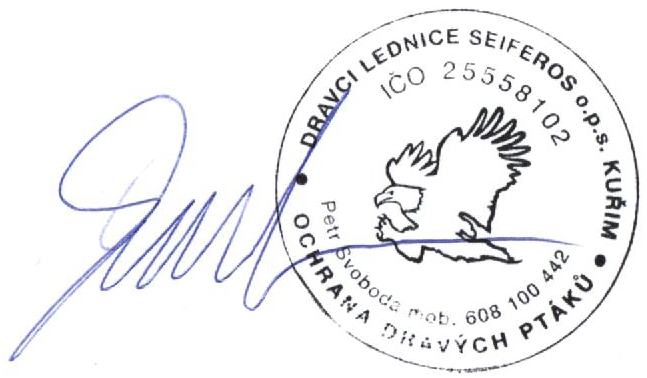 DRAVCI LEDNICE SEIFEROS o.p.s. KUŘIM
IČO 25558102
Petr Svoboda mob. 608 100 442
OCHRANA DRAVÝCH PTÁKŮ